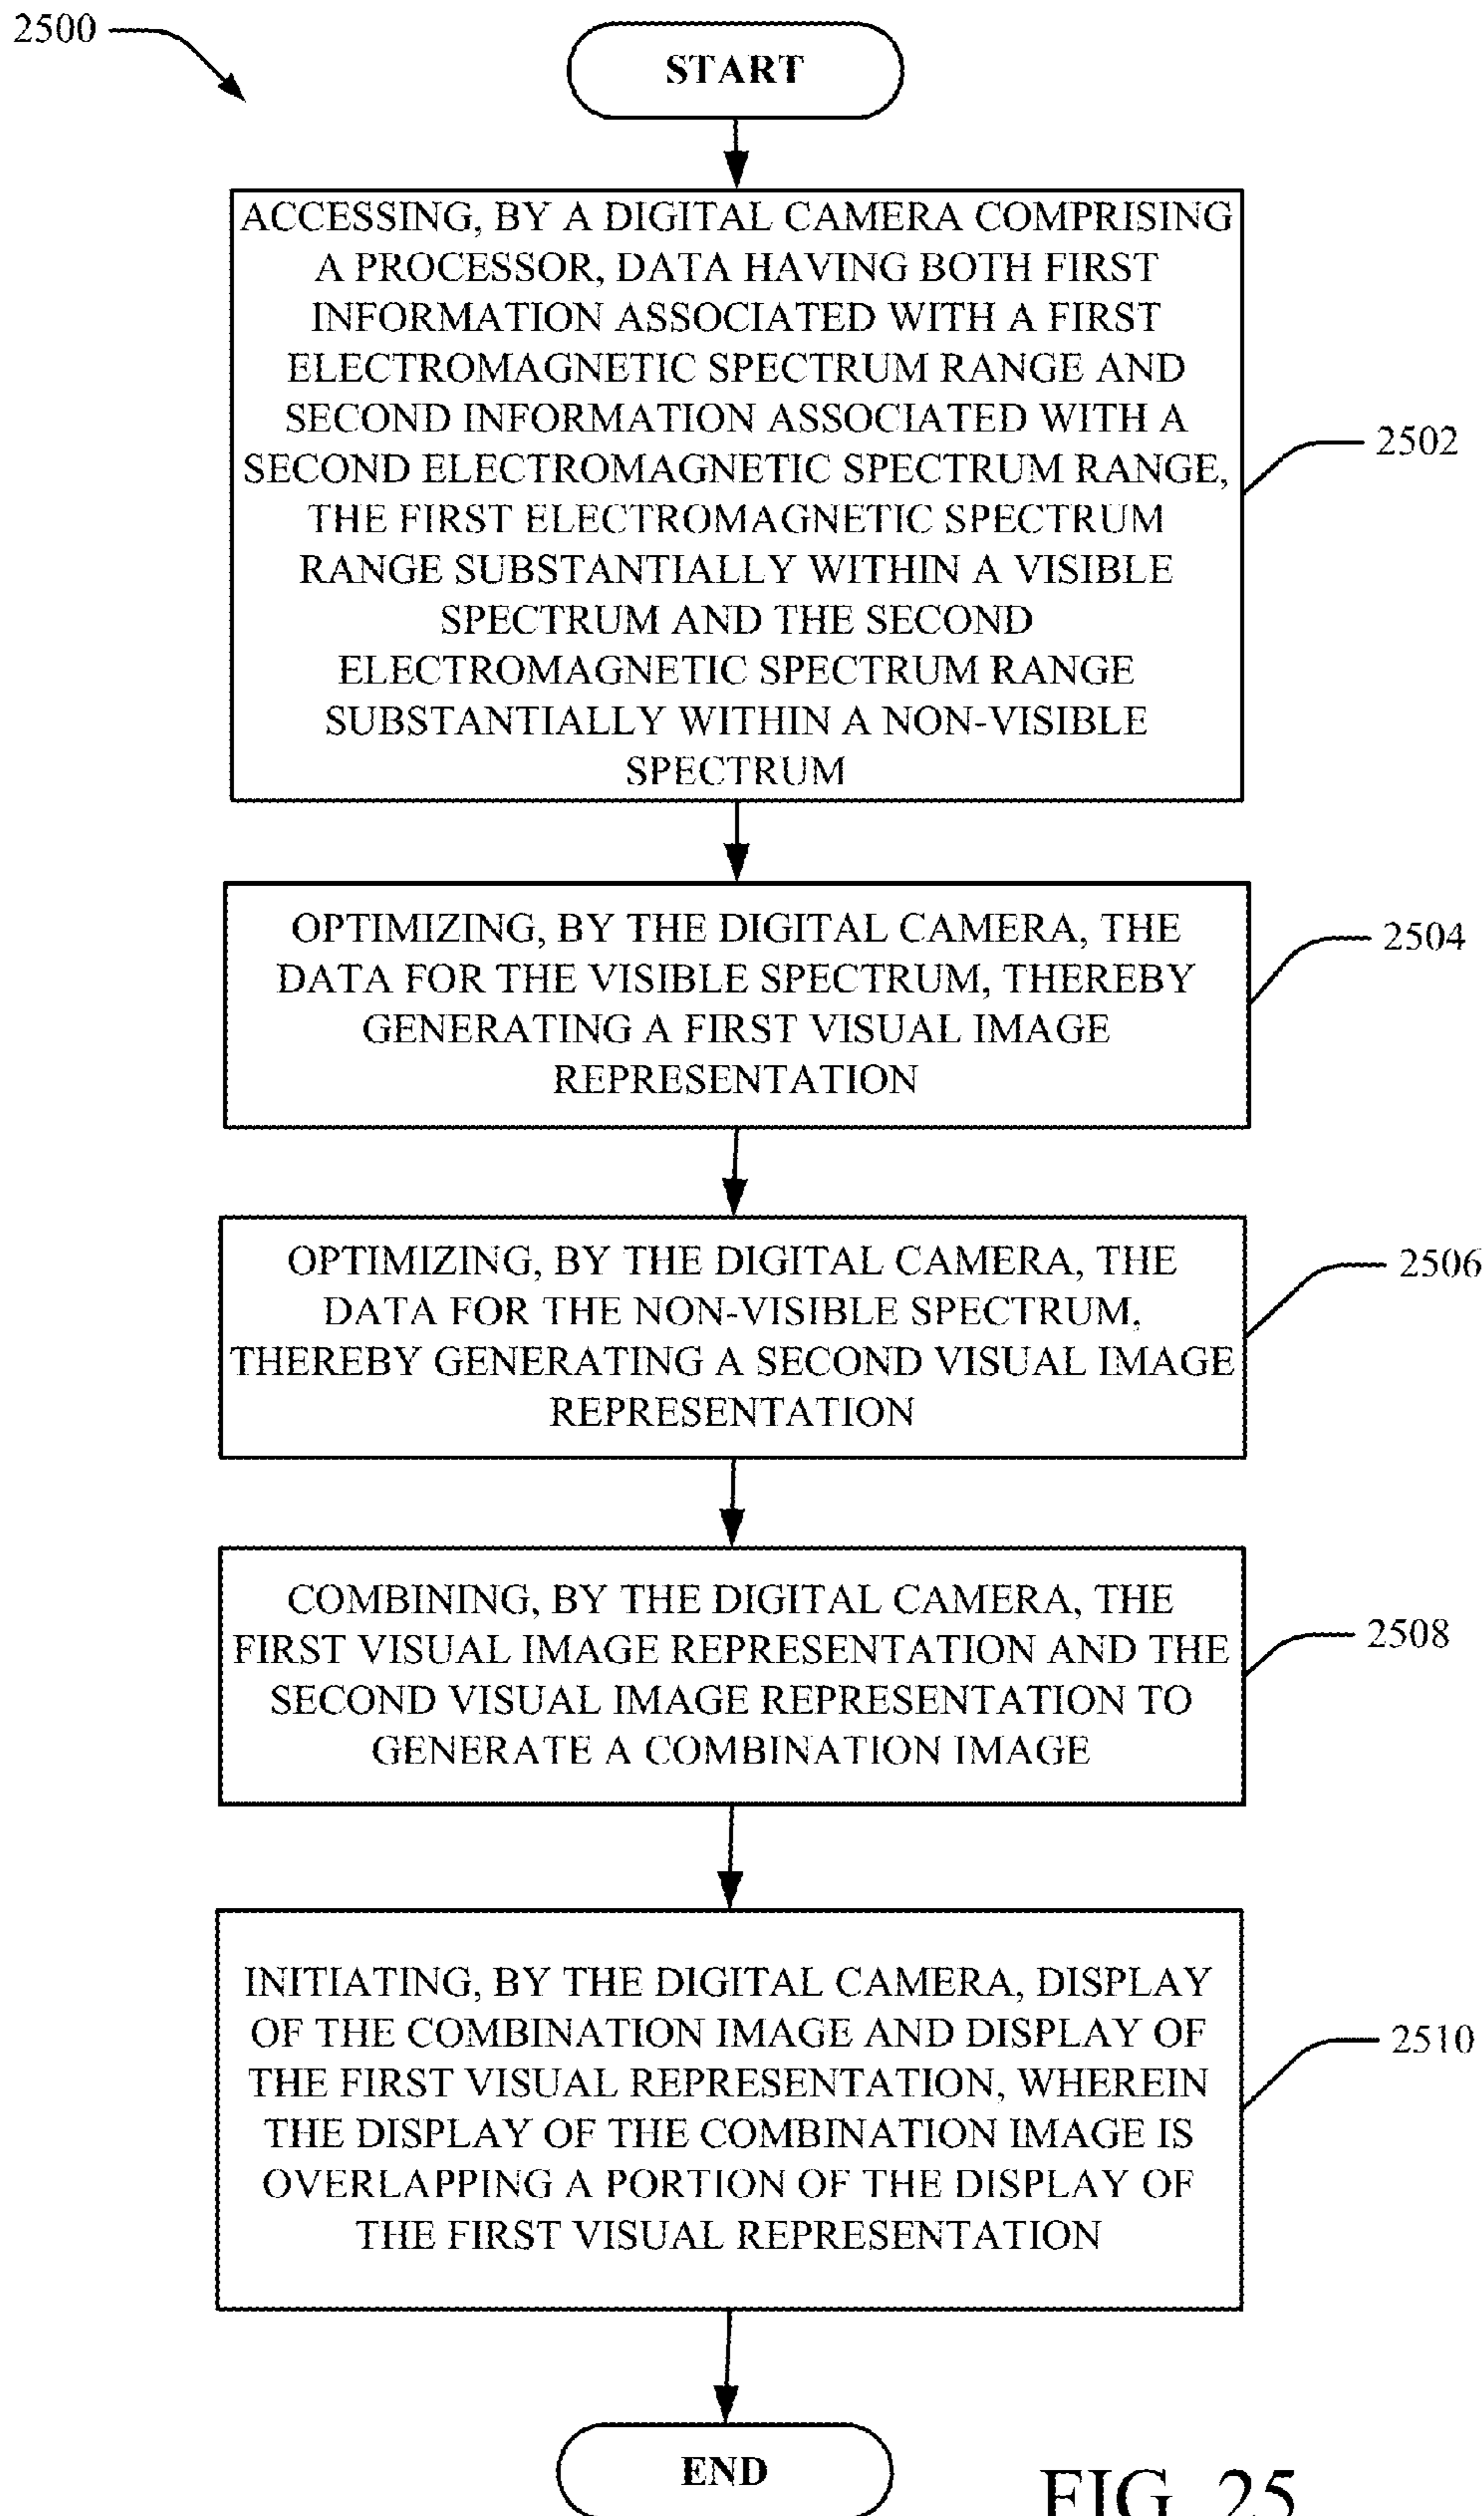 2500
START
ACCESSING, BY A DIGITAL CAMERA COMPRISING
A PROCESSOR, DATA HAVING BOTH FIRST
INFORMATION ASSOCIATED WITH A FIRST
ELECTROMAGNETIC SPECTRUM RANGE AND
SECOND INFORMATION ASSOCIATED WITH A
SECOND ELECTROMAGNETIC SPECTRUM RANGE,
THE FIRST ELECTROMAGNETIC SPECTRUM
RANGE SUBSTANTIALLY WITHIN A VISIBLE
SPECTRUM AND THE SECOND
ELECTROMAGNETIC SPECTRUM RANGE
SUBSTANTIALLY WITHIN A NON-VISIBLE
SPECTRUM
2502
OPTIMIZING, BY THE DIGITAL CAMERA, THE
DATA FOR THE VISIBLE SPECTRUM, THEREBY
GENERATING A FIRST VISUAL IMAGE
REPRESENTATION
2504
OPTIMIZING, BY THE DIGITAL CAMERA, THE
DATA FOR THE NON-VISIBLE SPECTRUM,
THEREBY GENERATING A SECOND VISUAL IMAGE
REPRESENTATION
2506
COMBINING, BY THE DIGITAL CAMERA, THE
FIRST VISUAL IMAGE REPRESENTATION AND THE
SECOND VISUAL IMAGE REPRESENTATION TO
GENERATE A COMBINATION IMAGE
2508
INITIATING, BY THE DIGITAL CAMERA, DISPLAY
OF THE COMBINATION IMAGE AND DISPLAY OF
THE FIRST VISUAL REPRESENTATION, WHEREIN
THE DISPLAY OF THE COMBINATION IMAGE IS
OVERLAPPING A PORTION OF THE DISPLAY OF
THE FIRST VISUAL REPRESENTATION
2510
END
FIG. 25